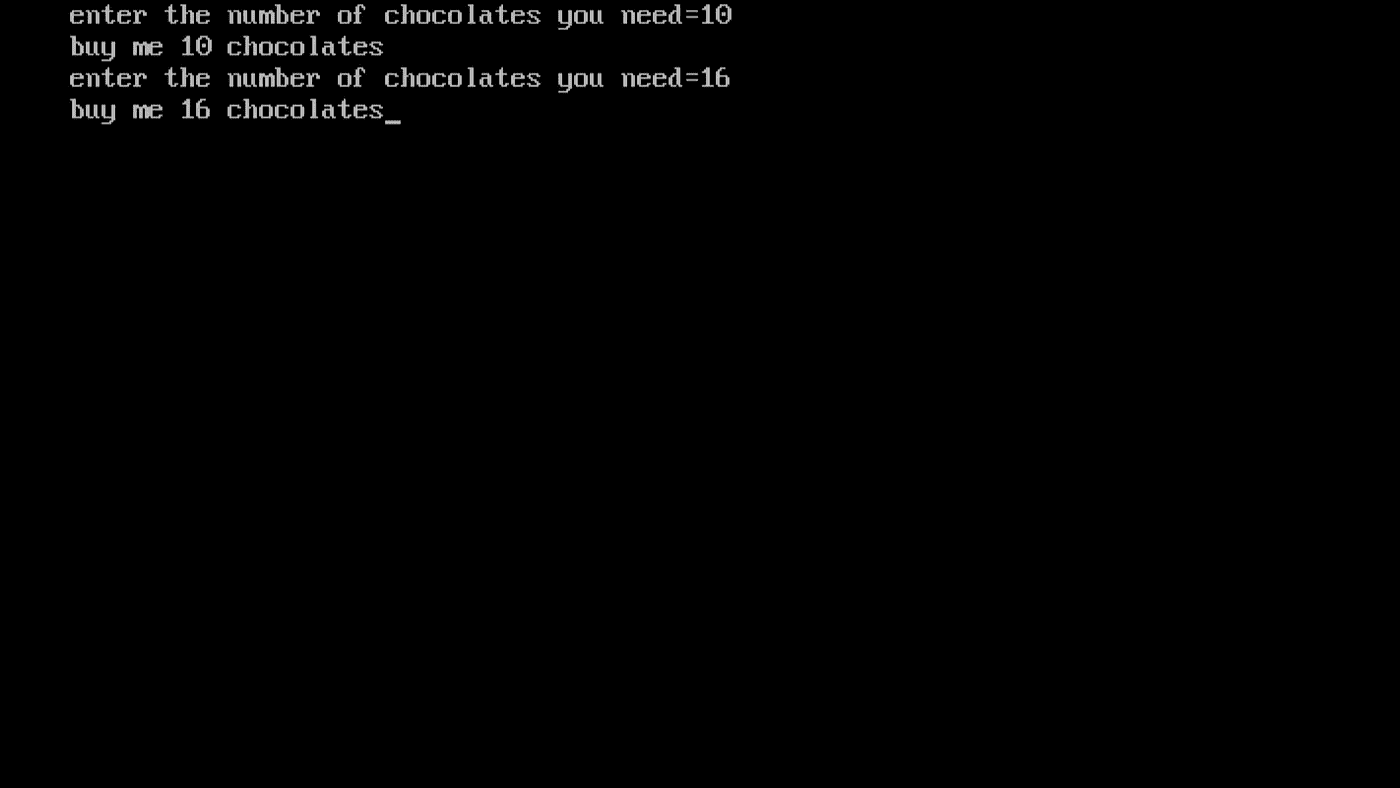 enter the number of chocolates you need=10
buy me 10 chocolates
enter the number of chocolates you need=16
buy me 16 chocolates_